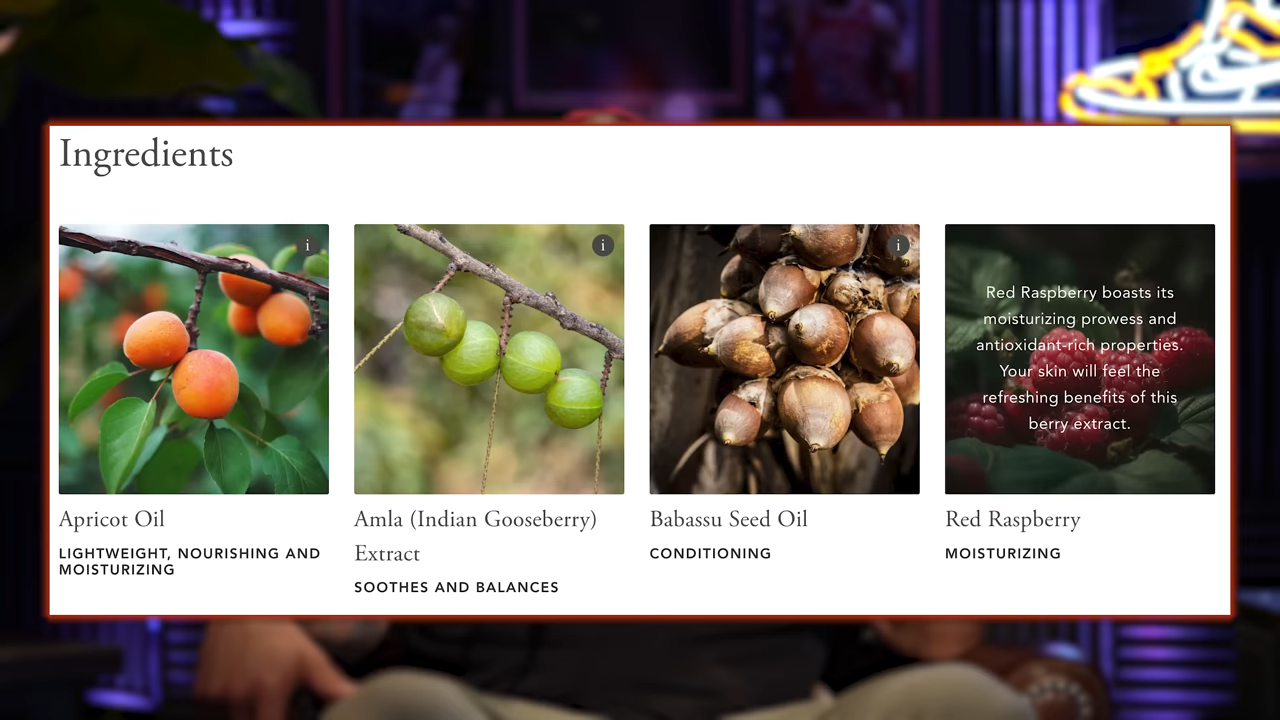 Ingredients
i
i
i
Red Raspberry boasts its
moisturizing prowess and
antioxidant-rich properties.
Your skin will feel the
refreshing benefits of this
berry extract.
Apricot Oil
LIGHTWEIGHT, NOURISHING AND
MOISTURIZING
Amla (Indian Gooseberry)
Extract
SOOTHES AND BALANCES
Babassu Seed Oil
CONDITIONING
Red Raspberry
MOISTURIZING